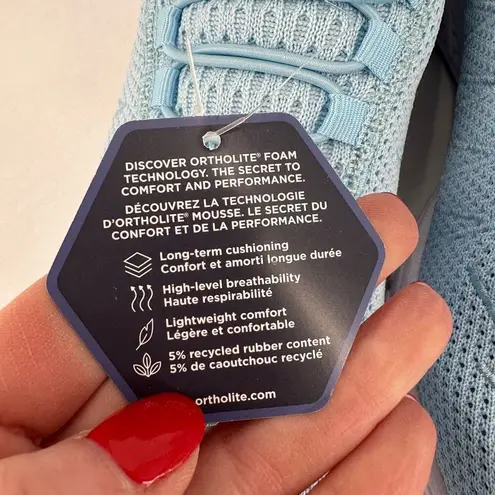 DISCOVER ORTHOLITE® FOAM
TECHNOLOGY. THE SECRET TO
COMFORT AND PERFORMANCE.
DÉCOUVREZ LA TECHNOLOGIE
D'ORTHOLITE® MOUSSE. LE SECRET DU
CONFORT ET DE LA PERFORMANCE.
Long-term cushioning
Confort et amorti longue durée
High-level breathability
Haute respirabilité
Lightweight comfort
Légère et confortable
5% recycled rubber content
5% de caoutchouc recyclé
ortholite.com